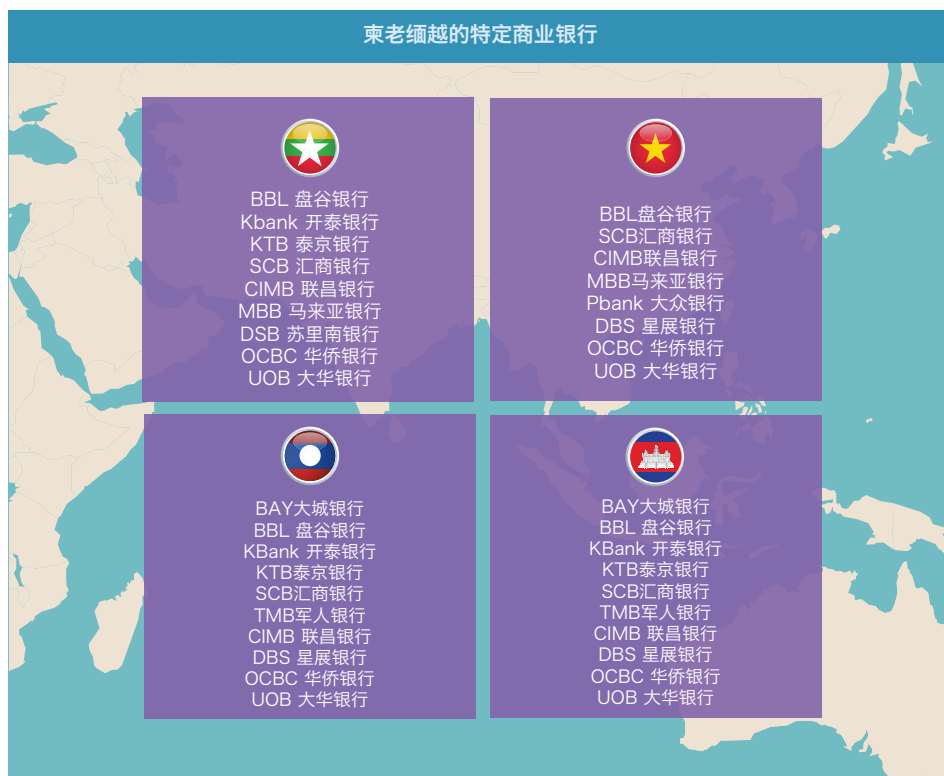 柬老缅越的特定商业银行
BBL 盘谷银行
Kbank 开泰银行
KTB 泰京银行
SCB 汇商银行
CIMB 联昌银行
MBB 马来亚银行
DSB 苏里南银行
OCBC 华侨银行
UOB 大华银行
BBL盘谷银行
SCB汇商银行
CIMB联昌银行
MBB马来亚银行
Pbank 大众银行
DBS 星展银行
OCBC 华侨银行
UOB 大华银行
BAY大城银行
BBL 盘谷银行
KBank 开泰银行
KTB泰京银行
SCB汇商银行
TMB军人银行
CIMB 联昌银行
DBS 星展银行
OCBC 华侨银行
UOB 大华银行
BAY大城银行
BBL 盘谷银行
KBank 开泰银行
KTB泰京银行
SCB汇商银行
TMB军人银行
CIMB 联昌银行
DBS 星展银行
OCBC 华侨银行
UOB 大华银行